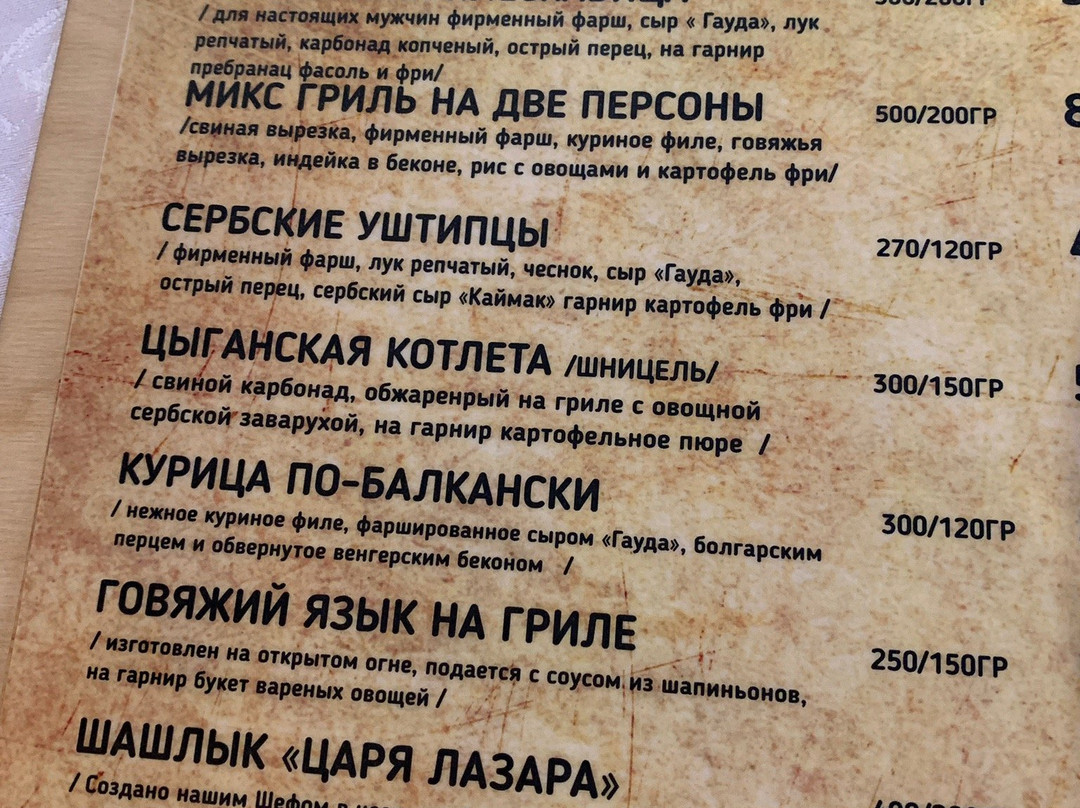 / для настоящих мужчин фирменный фарш, сыр « Гауда», лук
репчатый, карбонад копченый, острый перец, на гарнир
пребранац фасоль и фри/
МИКС ГРИЛЬ НА ДВЕ ПЕРСОНЫ 500/200ГР
/свиная вырезка, фирменный фарш, куриное филе, говяжья
вырезка, индейка в беконе, рис с овощами и картофель фри/
СЕРБСКИЕ УШТИПЦЫ 270/120ГР
/ фирменный фарш, лук репчатый, чеснок, сыр «Гауда»,
острый перец, сербский сыр «Каймак» гарнир картофель фри /
ЦЫГАНСКАЯ КОТЛЕТА /ШНИЦЕЛЬ/ 300/150ГР
/ свиной карбонад, обжаренрый на гриле с овощной
сербской заварухой, на гарнир картофельное пюре /
КУРИЦА ПО-БАЛКАНСКИ 300/120ГР
/ нежное куриное филе, фаршированное сыром «Гауда», болгарским
перцем и обвернутое венгерским беконом /
ГОВЯЖИЙ ЯЗЫК НА ГРИЛЕ 250/150ГР
/ изготовлен на открытом огне, подается с соусом из шапиньонов,
на гарнир букет вареных овощей /
ШАШЛЫК «ЦАРЯ ЛАЗАРА»
/ Создано нашим Шефом в